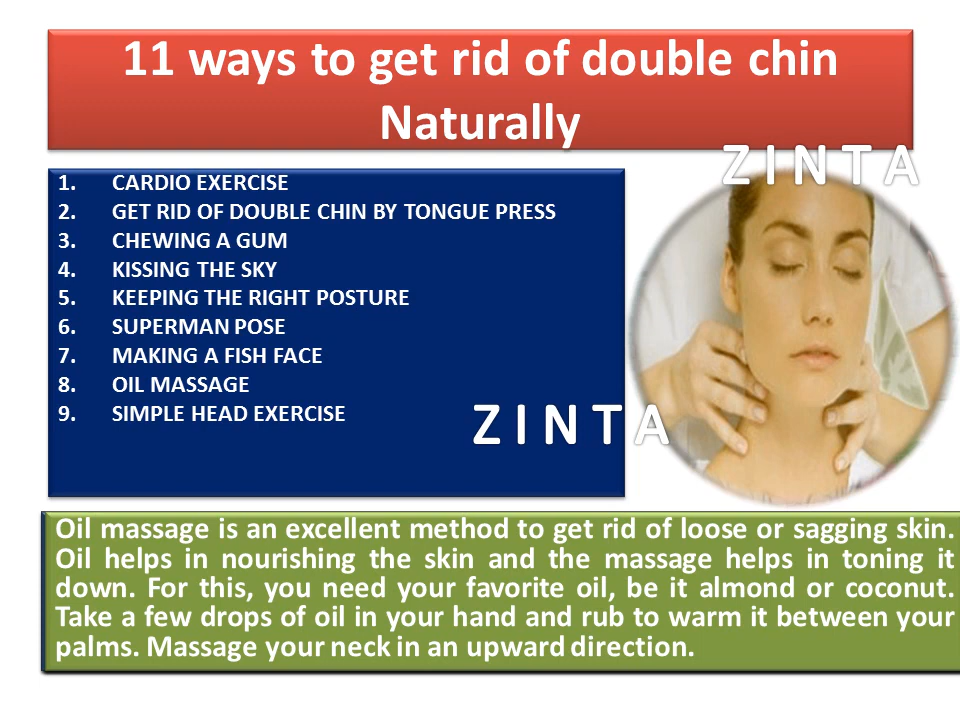 11 ways to get rid of double chin
Naturally
Z I N T A
1. CARDIO EXERCISE
2. GET RID OF DOUBLE CHIN BY TONGUE PRESS
3. CHEWING A GUM
4. KISSING THE SKY
5. KEEPING THE RIGHT POSTURE
6. SUPERMAN POSE
7. MAKING A FISH FACE
8. OIL MASSAGE
9. SIMPLE HEAD EXERCISE
Z I N T A
Oil massage is an excellent method to get rid of loose or sagging skin.
Oil helps in nourishing the skin and the massage helps in toning it
down. For this, you need your favorite oil, be it almond or coconut.
Take a few drops of oil in your hand and rub to warm it between your
palms. Massage your neck in an upward direction.